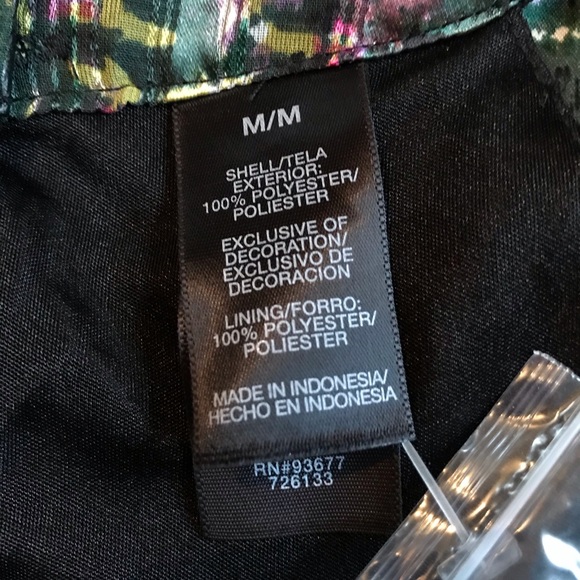 M/M
SHELL/TELA
EXTERIOR:
100% POLYESTER/
POLIESTER
EXCLUSIVE OF
DECORATION/
EXCLUSIVO DE
DECORACION
LINING/FORRO:
100% POLYESTER/
POLIESTER
MADE IN INDONESIA/
HECHO EN INDONESIA
RN#93677
726133